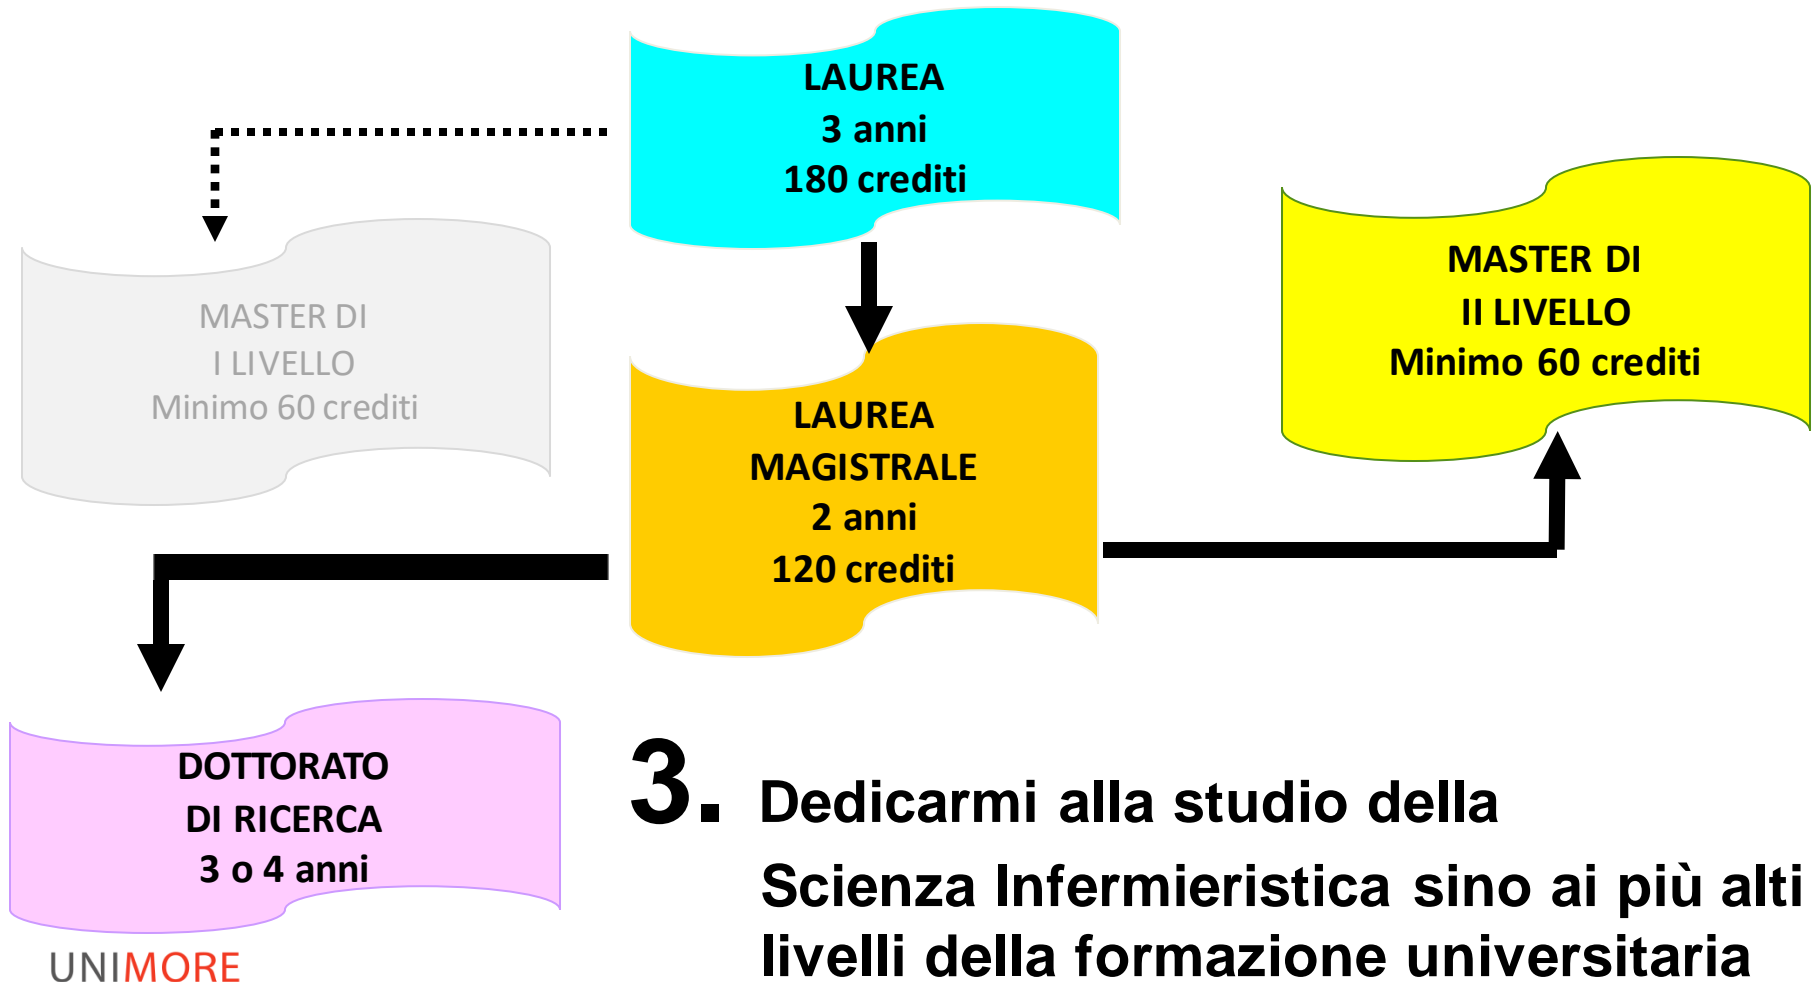 LAUREA
3 anni
180 crediti
MASTER DI
I LIVELLO
Minimo 60 crediti
MASTER DI
II LIVELLO
Minimo 60 crediti
LAUREA
MAGISTRALE
2 anni
120 crediti
DOTTORATO
DI RICERCA
3 o 4 anni
3. Dedicarmi alla studio della
Scienza Infermieristica sino ai più alti
livelli della formazione universitaria
UNIMORE